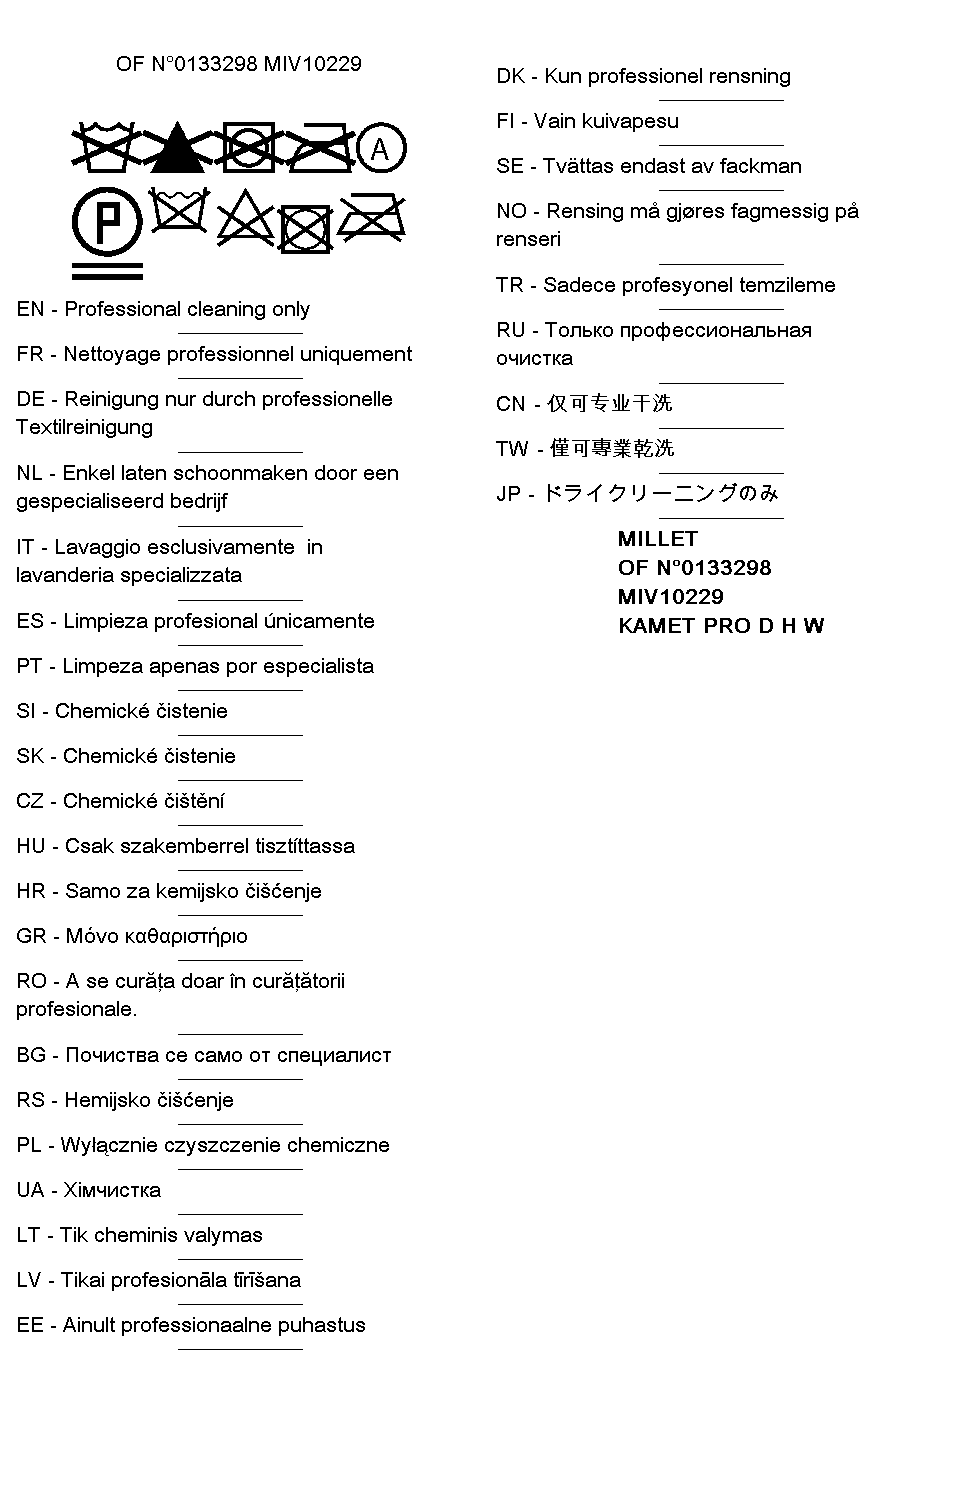 OF N°0133298 MIV10229
A
P
EN - Professional cleaning only
FR - Nettoyage professionnel uniquement
DE - Reinigung nur durch professionelle
Textilreinigung
NL - Enkel laten schoonmaken door een
gespecialiseerd bedrijf
IT - Lavaggio esclusivamente  in
lavanderia specializzata
ES - Limpieza profesional únicamente
PT - Limpeza apenas por especialista
SI - Chemické čistenie
SK - Chemické čistenie
CZ - Chemické čištění
HU - Csak szakemberrel tisztíttassa
HR - Samo za kemijsko čišćenje
GR - Μόνο καθαριστήριο
RO - A se curăța doar în curățătorii
profesionale.
BG - Почиства се само от специалист
RS - Hemijsko čišćenje
PL - Wyłącznie czyszczenie chemiczne
UA - Хімчистка
LT - Tik cheminis valymas
LV - Tikai profesionāla tīrīšana
EE - Ainult professionaalne puhastus
DK - Kun professionel rensning
FI - Vain kuivapesu
SE - Tvättas endast av fackman
NO - Rensing må gjøres fagmessig på
renseri
TR - Sadece profesyonel temzileme
RU - Только профессиональная
очистка
CN - 仅可专业干洗
TW - 僅可專業乾洗
JP - ドライクリーニングのみ
MILLET
OF N°0133298
MIV10229
KAMET PRO D H W